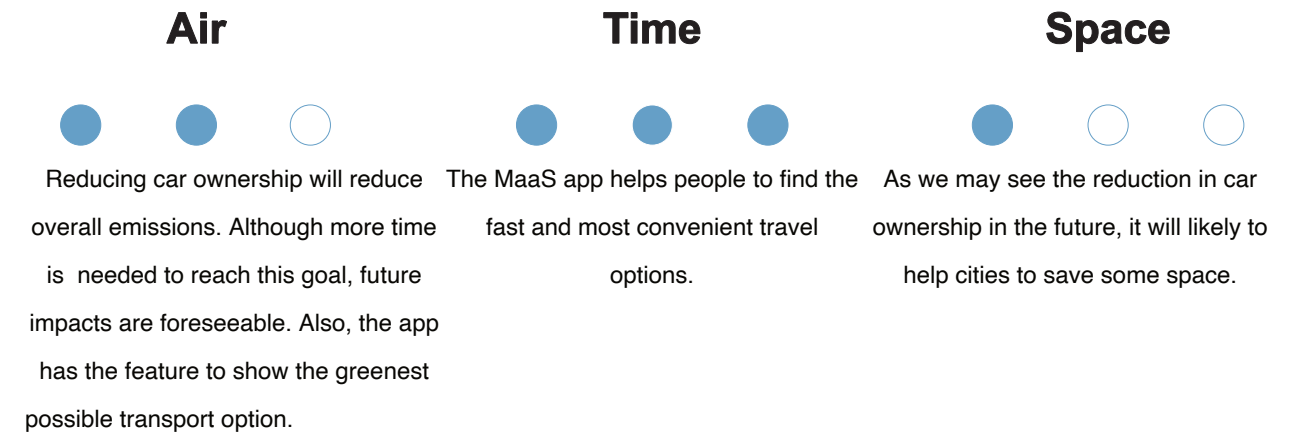 Air
Reducing car ownership will reduce
overall emissions. Although more time
is  needed to reach this goal, future
impacts are foreseeable. Also, the app
has the feature to show the greenest
possible transport option.
Time
The MaaS app helps people to find the
fast and most convenient travel
options.
Space
As we may see the reduction in car
ownership in the future, it will likely to
help cities to save some space.